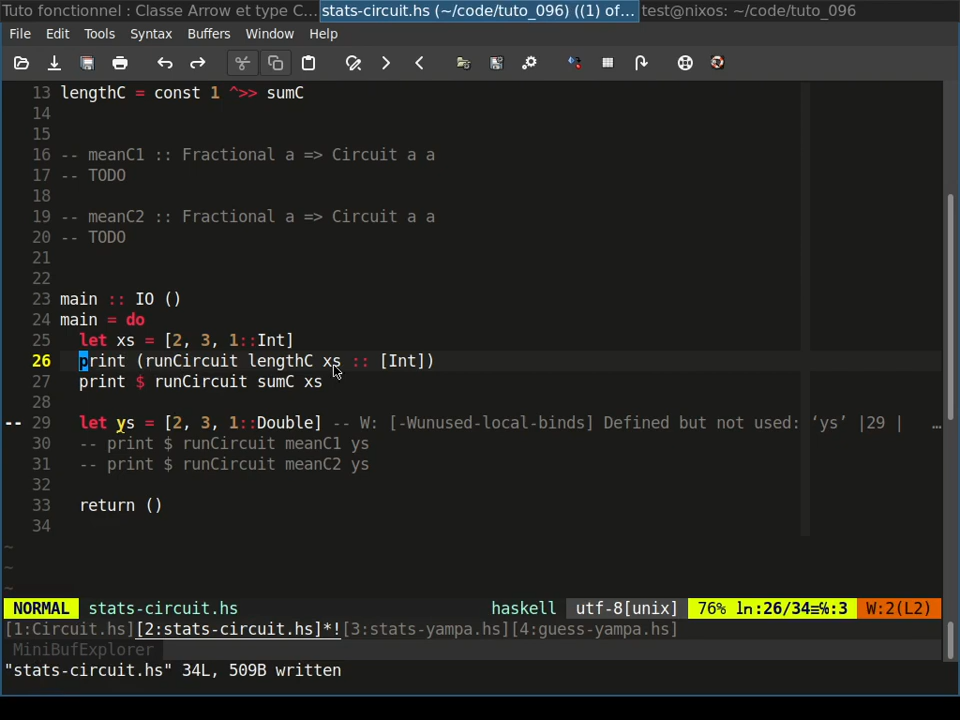 Tuto fonctionnel : Classe Arrow et type C... stats-circuit.hs (~/code/tuto_096) ((1) of... test@nixos: ~/code/tuto_096
File Edit Tools Syntax Buffers Window Help
13 lengthC = const 1 ^>> sumC
14
15
16 -- meanC1 :: Fractional a => Circuit a a
17 -- TODO
18
19 -- meanC2 :: Fractional a => Circuit a a
20 -- TODO
21
22
23 main :: IO ()
24 main = do
25 let xs = [2, 3, 1::Int]
26 print (runCircuit lengthC xs :: [Int])
27 print $ runCircuit sumC xs
28
-- 29 let ys = [2, 3, 1::Double] -- W: [-Wunused-local-binds] Defined but not used: ‘ys’ |29 | …
30 -- print $ runCircuit meanC1 ys
31 -- print $ runCircuit meanC2 ys
32
33 return ()
34
~
~
~
NORMAL stats-circuit.hs haskell utf-8[unix] 76% ln:26/34≡℅:3 W:2(L2)
[1:Circuit.hs][2:stats-circuit.hs]*![3:stats-yampa.hs][4:guess-yampa.hs]
MiniBufExplorer
"stats-circuit.hs" 34L, 509B written